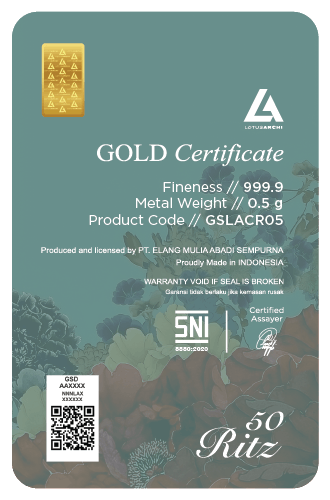 LOTUSARCHI
GOLD Certificate
Fineness // 999.9
Metal Weight // 0.5 g
Product Code // GSLACR05
Produced and licensed by PT. ELANG MULIA ABADI SEMPURNA
Proudly Made in INDONESIA
WARRANTY VOID IF SEAL IS BROKEN
Garansi tidak berlaku jika kemasan rusak
SNI
8880:2020
Certified
Assayer
GSD
AAXXXX
NNNLAX
XXXXXX
50
Ritz